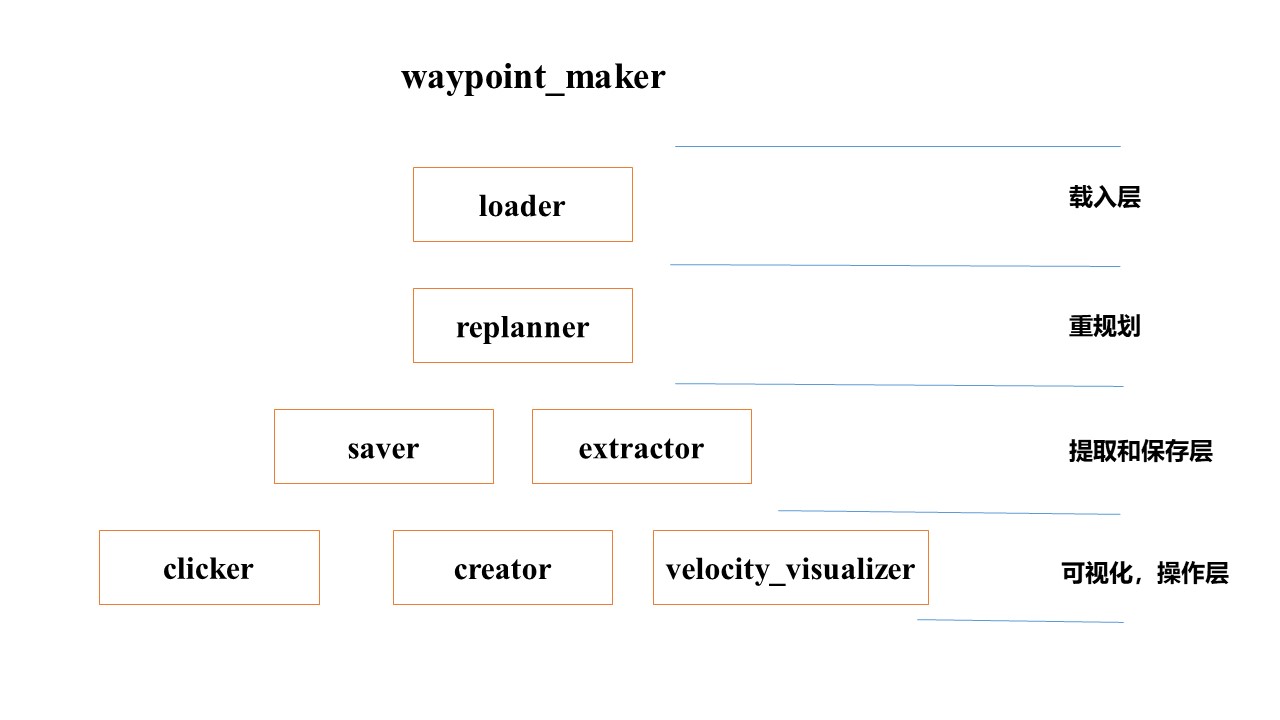 waypoint_maker
loader
载入层
replanner
重规划
saver
extractor
提取和保存层
clicker
creator
velocity_visualizer
可视化，操作层